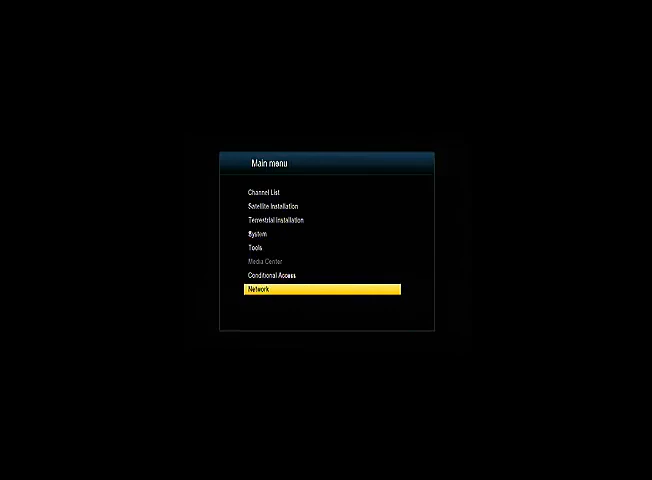 Main menu
Channel List
Satellite Installation
Terrestrial Installation
System
Tools
Media Center
Conditional Access
Network